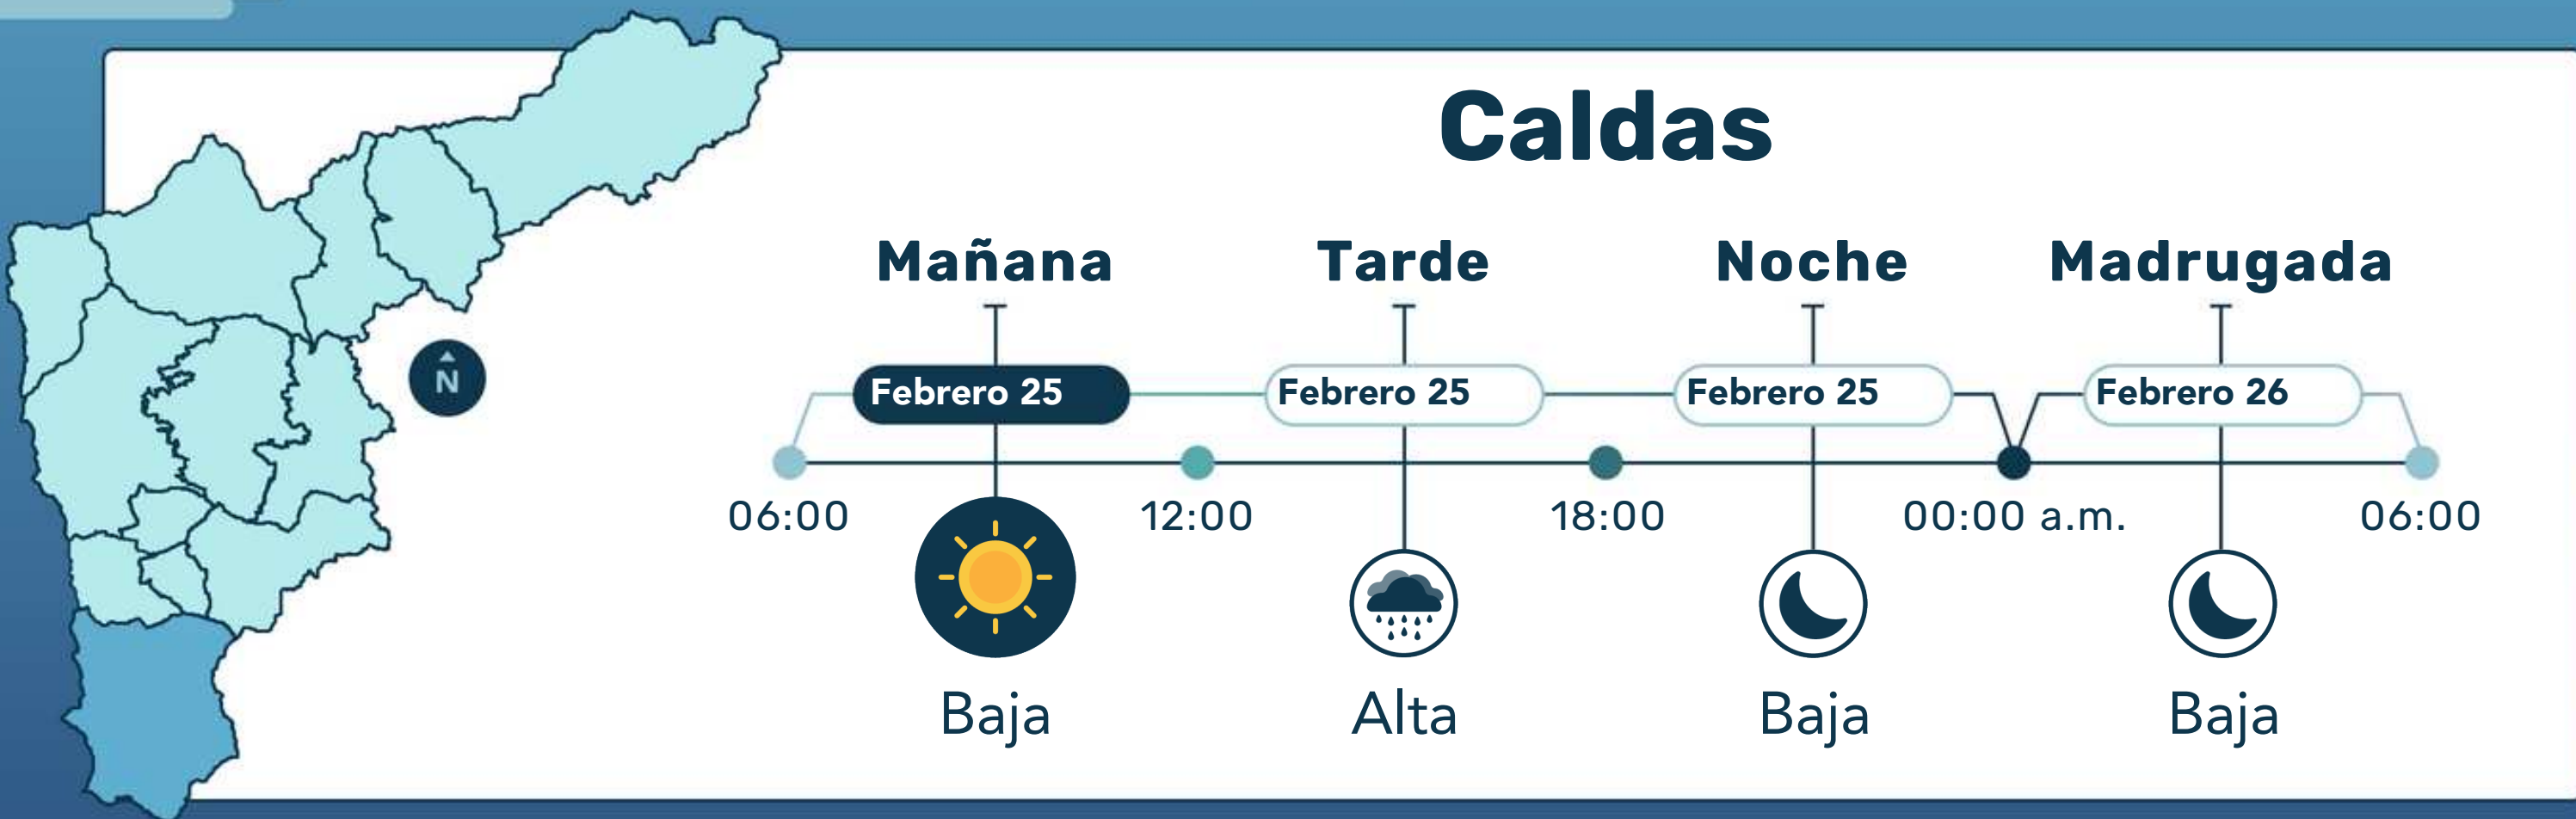 Caldas
Mañana Tarde Noche Madrugada
Febrero 25 Febrero 25 Febrero 25 Febrero 26
N
06:00 12:00 18:00 00:00 a.m. 06:00
Baja Alta Baja Baja